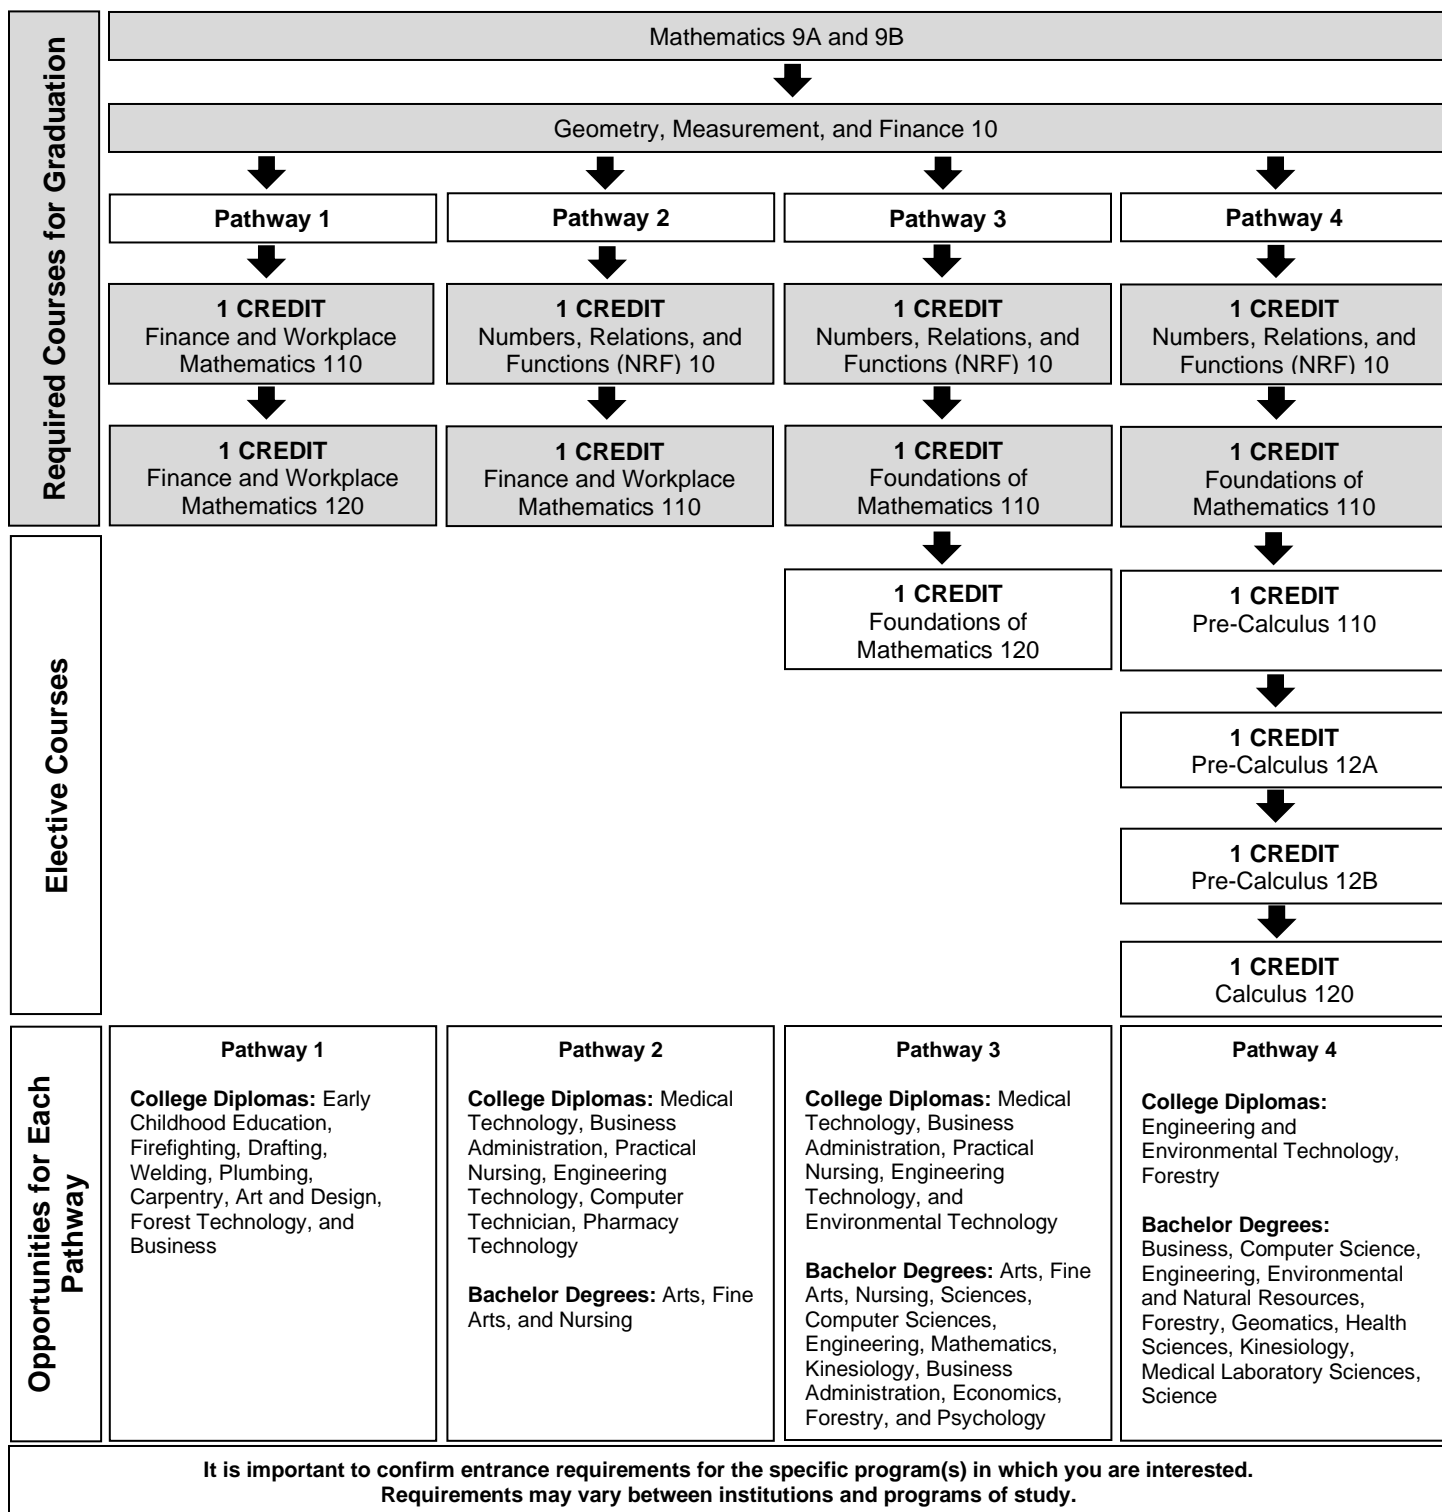 Required Courses for Graduation
Mathematics 9A and 9B
Geometry, Measurement, and Finance 10
Pathway 1
Pathway 2
Pathway 3
Pathway 4
1 CREDIT
Finance and Workplace
Mathematics 110
1 CREDIT
Numbers, Relations, and
Functions (NRF) 10
1 CREDIT
Numbers, Relations, and
Functions (NRF) 10
1 CREDIT
Numbers, Relations, and
Functions (NRF) 10
1 CREDIT
Finance and Workplace
Mathematics 120
1 CREDIT
Finance and Workplace
Mathematics 110
1 CREDIT
Foundations of
Mathematics 110
1 CREDIT
Foundations of
Mathematics 110
Elective Courses
1 CREDIT
Foundations of
Mathematics 120
1 CREDIT
Pre-Calculus 110
1 CREDIT
Pre-Calculus 12A
1 CREDIT
Pre-Calculus 12B
1 CREDIT
Calculus 120
Opportunities for Each
Pathway
Pathway 1
College Diplomas: Early
Childhood Education,
Firefighting, Drafting,
Welding, Plumbing,
Carpentry, Art and Design,
Forest Technology, and
Business
Pathway 2
College Diplomas: Medical
Technology, Business
Administration, Practical
Nursing, Engineering
Technology, Computer
Technician, Pharmacy
Technology
Bachelor Degrees: Arts, Fine
Arts, and Nursing
Pathway 3
College Diplomas: Medical
Technology, Business
Administration, Practical
Nursing, Engineering
Technology, and
Environmental Technology
Bachelor Degrees: Arts, Fine
Arts, Nursing, Sciences,
Computer Sciences,
Engineering, Mathematics,
Kinesiology, Business
Administration, Economics,
Forestry, and Psychology
Pathway 4
College Diplomas:
Engineering and
Environmental Technology,
Forestry
Bachelor Degrees:
Business, Computer Science,
Engineering, Environmental
and Natural Resources,
Forestry, Geomatics, Health
Sciences, Kinesiology,
Medical Laboratory Sciences,
Science
It is important to confirm entrance requirements for the specific program(s) in which you are interested.
Requirements may vary between institutions and programs of study.